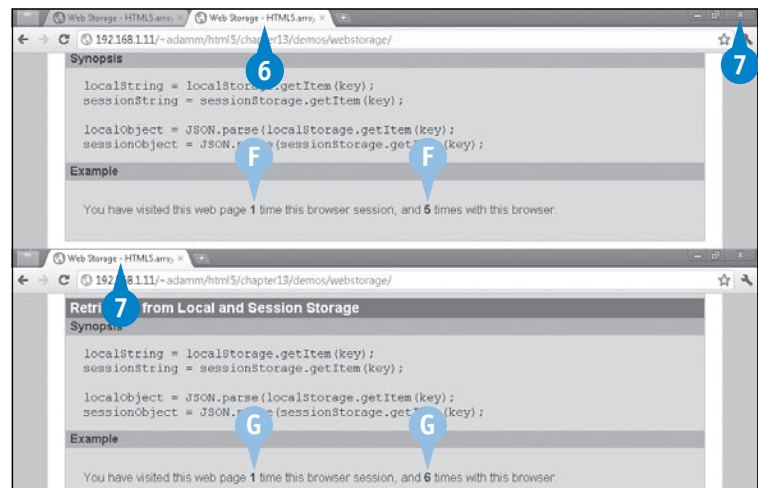 Web Storage - HTML5.array × Web Storage - HTML5.array ×
192.168.1.11/~adamm/html5/chapter13/demos/webstorage/
6
7
Synopsis
localString = localStorage.getItem(key);
sessionString = sessionStorage.getItem(key);
localObject = JSON.parse(localStorage.getItem(key);
sessionObject = JSON. (sessionStorage. (key);
F F
Example
You have visited this web page 1 time this browser session, and 5 times with this browser.
Web Storage - HTML5.array ×
192. 8.1.11/~adamm/html5/chapter13/demos/webstorage/
7
from Local and Session Storage
Synopsis
localString = localStorage.getItem(key);
sessionString = sessionStorage.getItem(key);
localObject = JSON.parse(localStorage.getItem(key);
sessionObject = JSON. (sessionStorage. (key);
G G
Example
You have visited this web page 1 time this browser session, and 6 times with this browser.